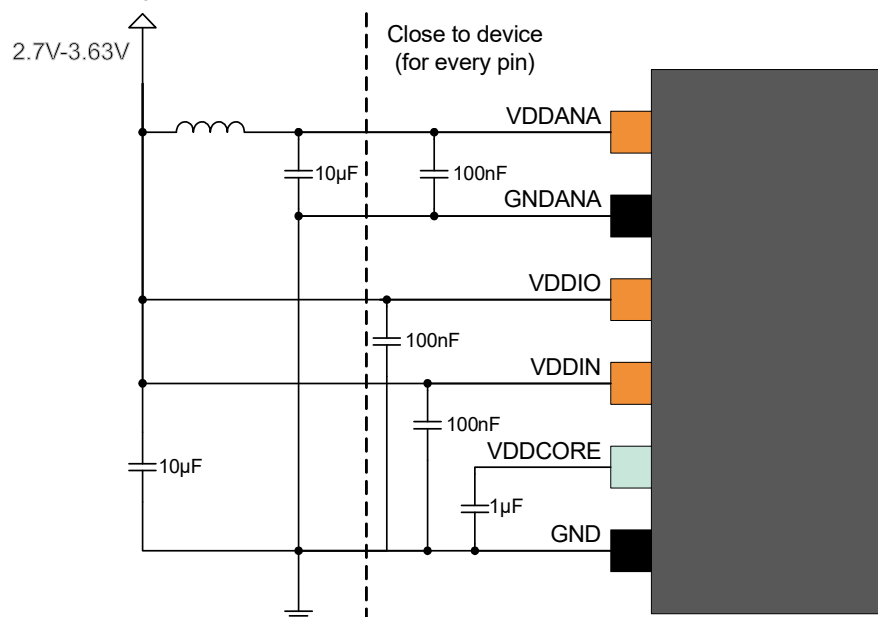 2.7V-3.63V
Close to device
(for every pin)
VDDANA
10µF
100nF
GNDANA
VDDIO
100nF
VDDIN
100nF
VDDCORE
10µF
1µF
GND